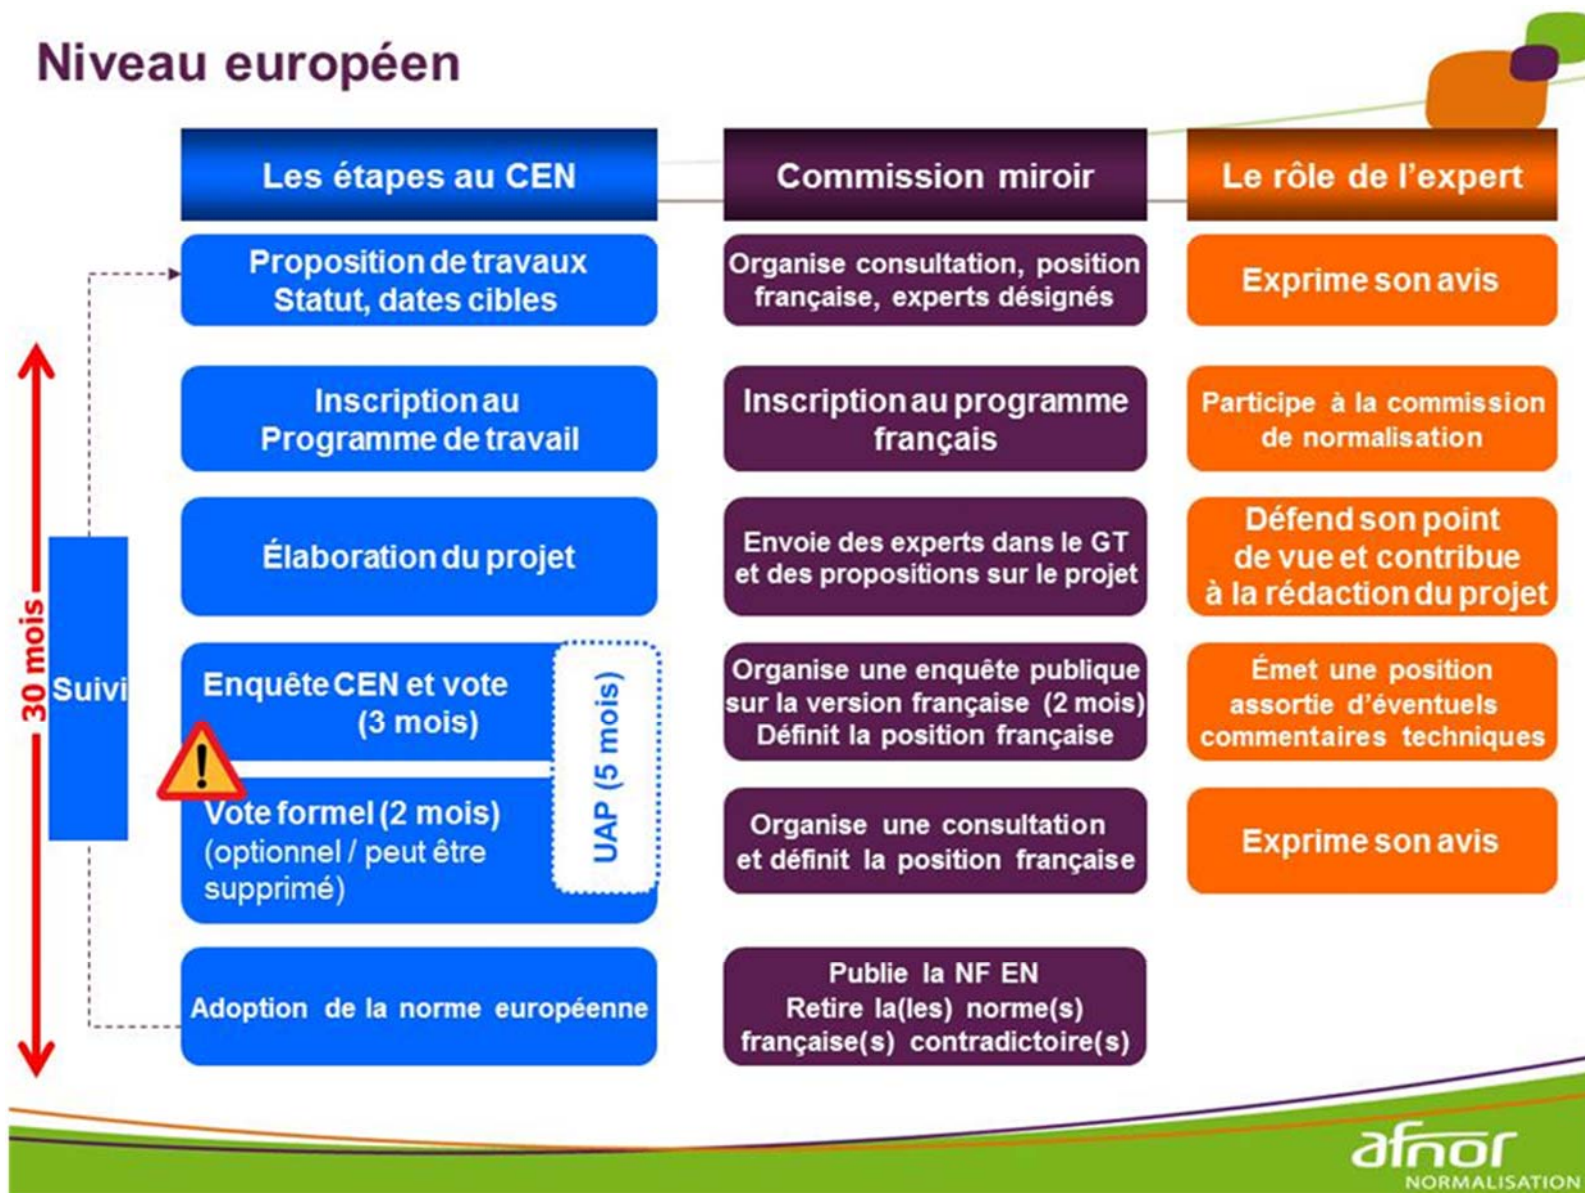 Niveau européen
Les étapes au CEN
Commission miroir
Le rôle de l'expert
Proposition de travaux
Statut, dates cibles
Organise consultation, position
française, experts désignés
Exprime son avis
Inscription au
Programme de travail
Inscription au programme
français
Participe à la commission
de normalisation
Élaboration du projet
Envoie des experts dans le GT
et des propositions sur le projet
Défend son point
de vue et contribue
à la rédaction du projet
30 mois
Suivi
Enquête CEN et vote
(3 mois)
UAP (5 mois)
Organise une enquête publique
sur la version française (2 mois)
Définit la position française
Émet une position
assortie d'éventuels
commentaires techniques
!
Vote formel (2 mois)
(optionnel / peut être
supprimé)
Organise une consultation
et définit la position française
Exprime son avis
Adoption de la norme européenne
Publie la NF EN
Retire la(les) norme(s)
française(s) contradictoire(s)
afnor
NORMALISATION